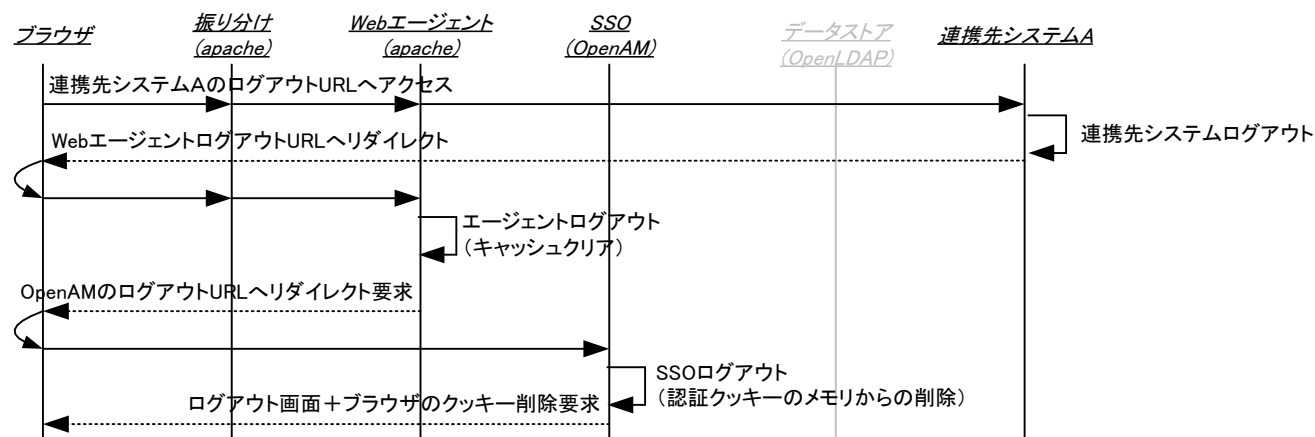 ブラウザ
振り分け
(apache)
Webエージェント
(apache)
SSO
(OpenAM)
データストア
(OpenLDAP)
連携先システムA
連携先システムAのログアウトURLへアクセス
連携先システムログアウト
WebエージェントログアウトURLへリダイレクト
エージェントログアウト
(キャッシュクリア)
OpenAMのログアウトURLへリダイレクト要求
SSOログアウト
(認証クッキーのメモリからの削除)
ログアウト画面+ブラウザのクッキー削除要求